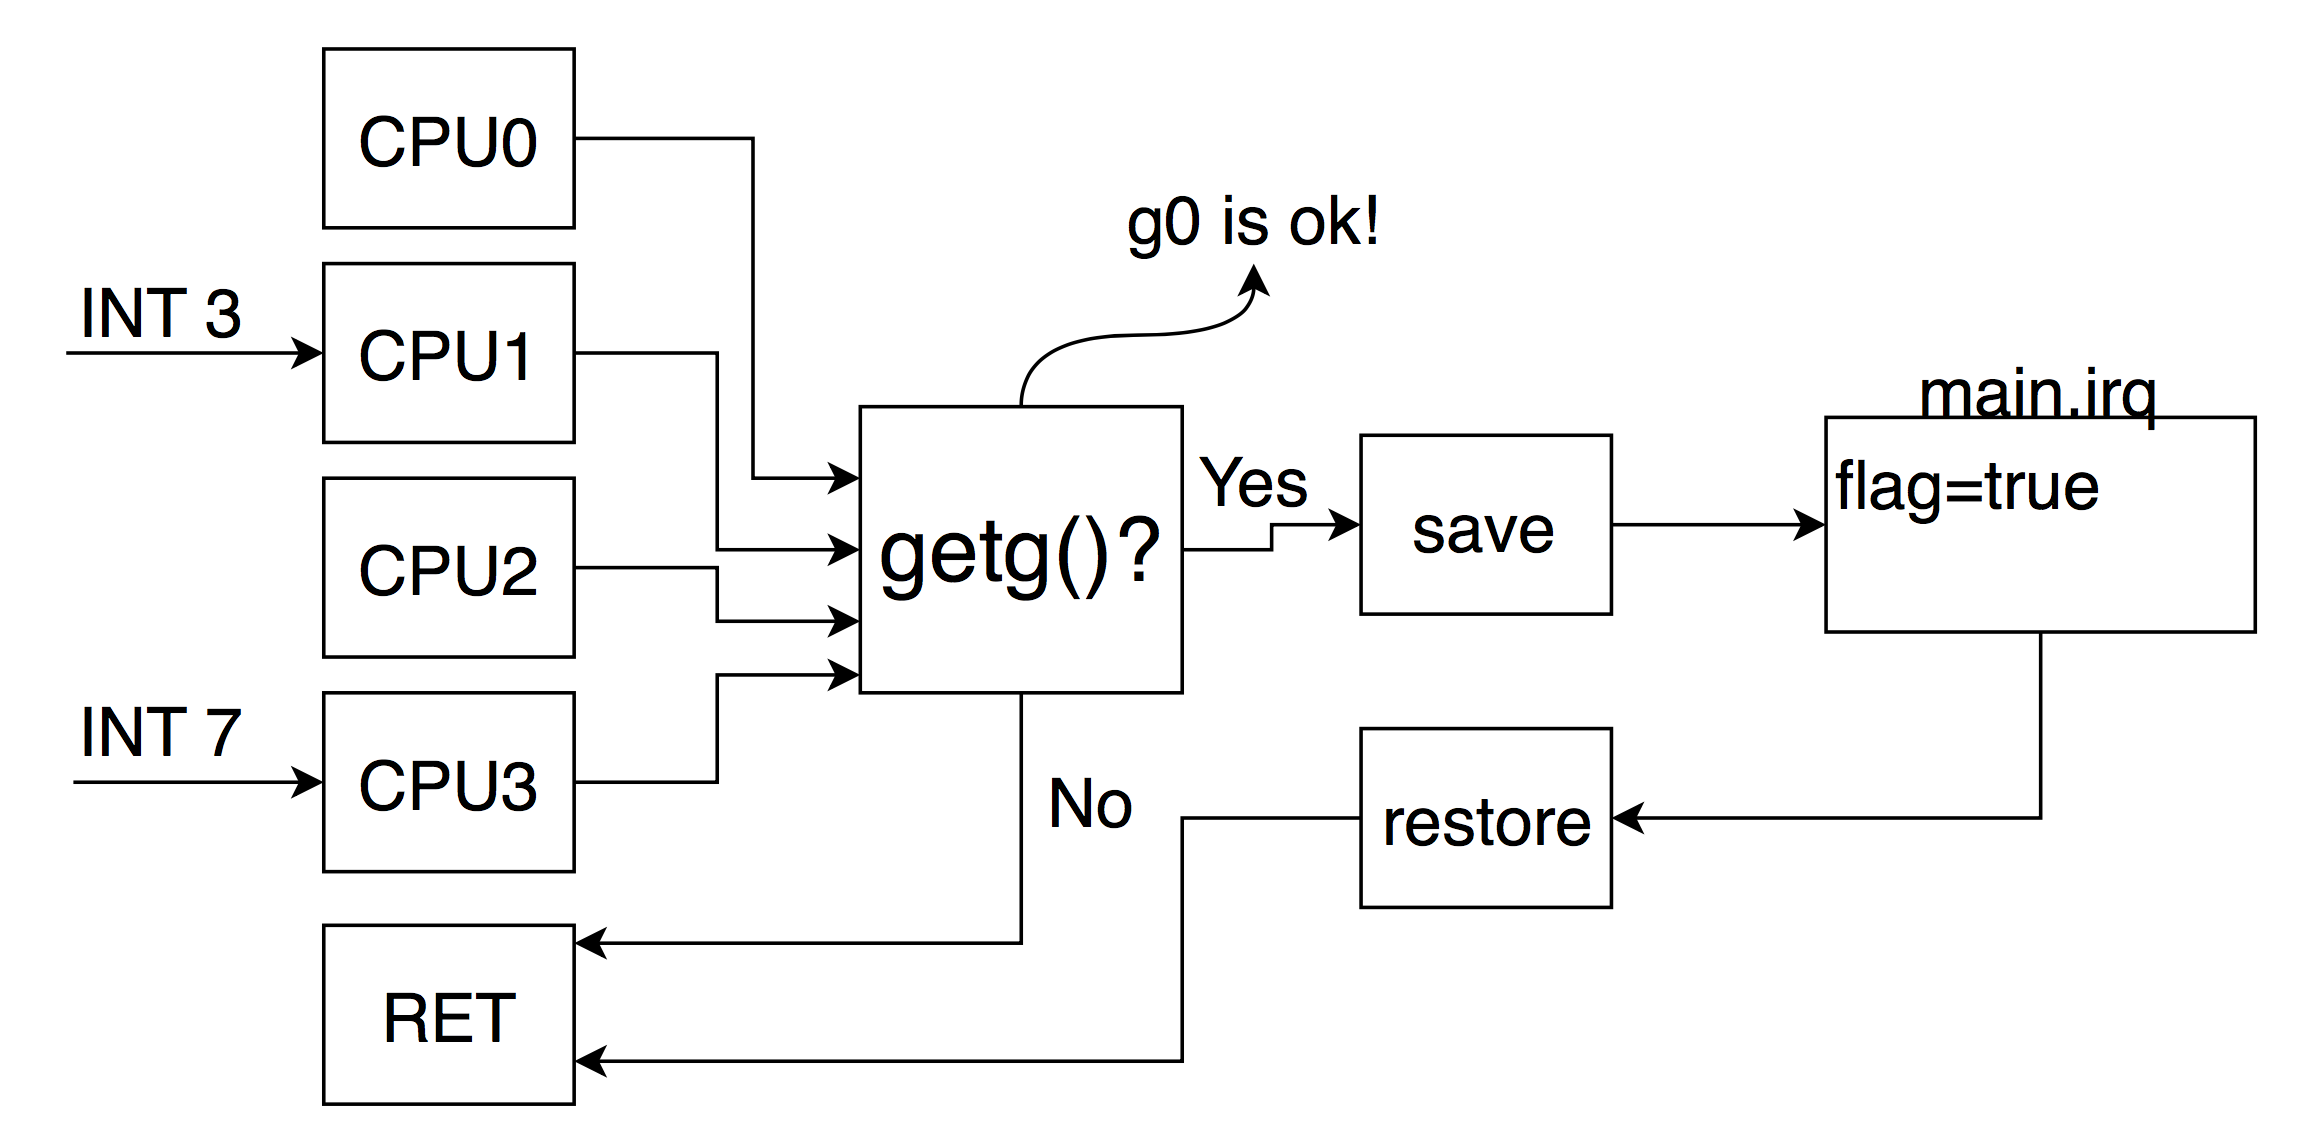 CPU0
g0 is ok!
INT 3
CPU1
main.irq
flag=true
Yes
save
getg()?
CPU2
INT 7
CPU3
No
restore
RET